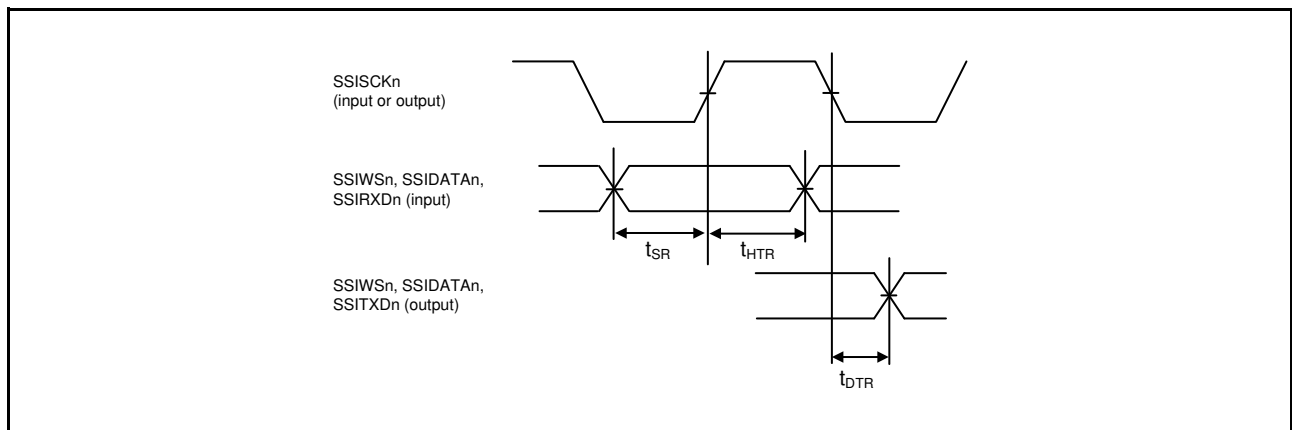 SSISCKn
(input or output)
SSIWSn, SSIDATAn,
SSIRXDn (input)
tSR
tHTR
SSIWSn, SSIDATAn,
SSITXDn (output)
tDTR